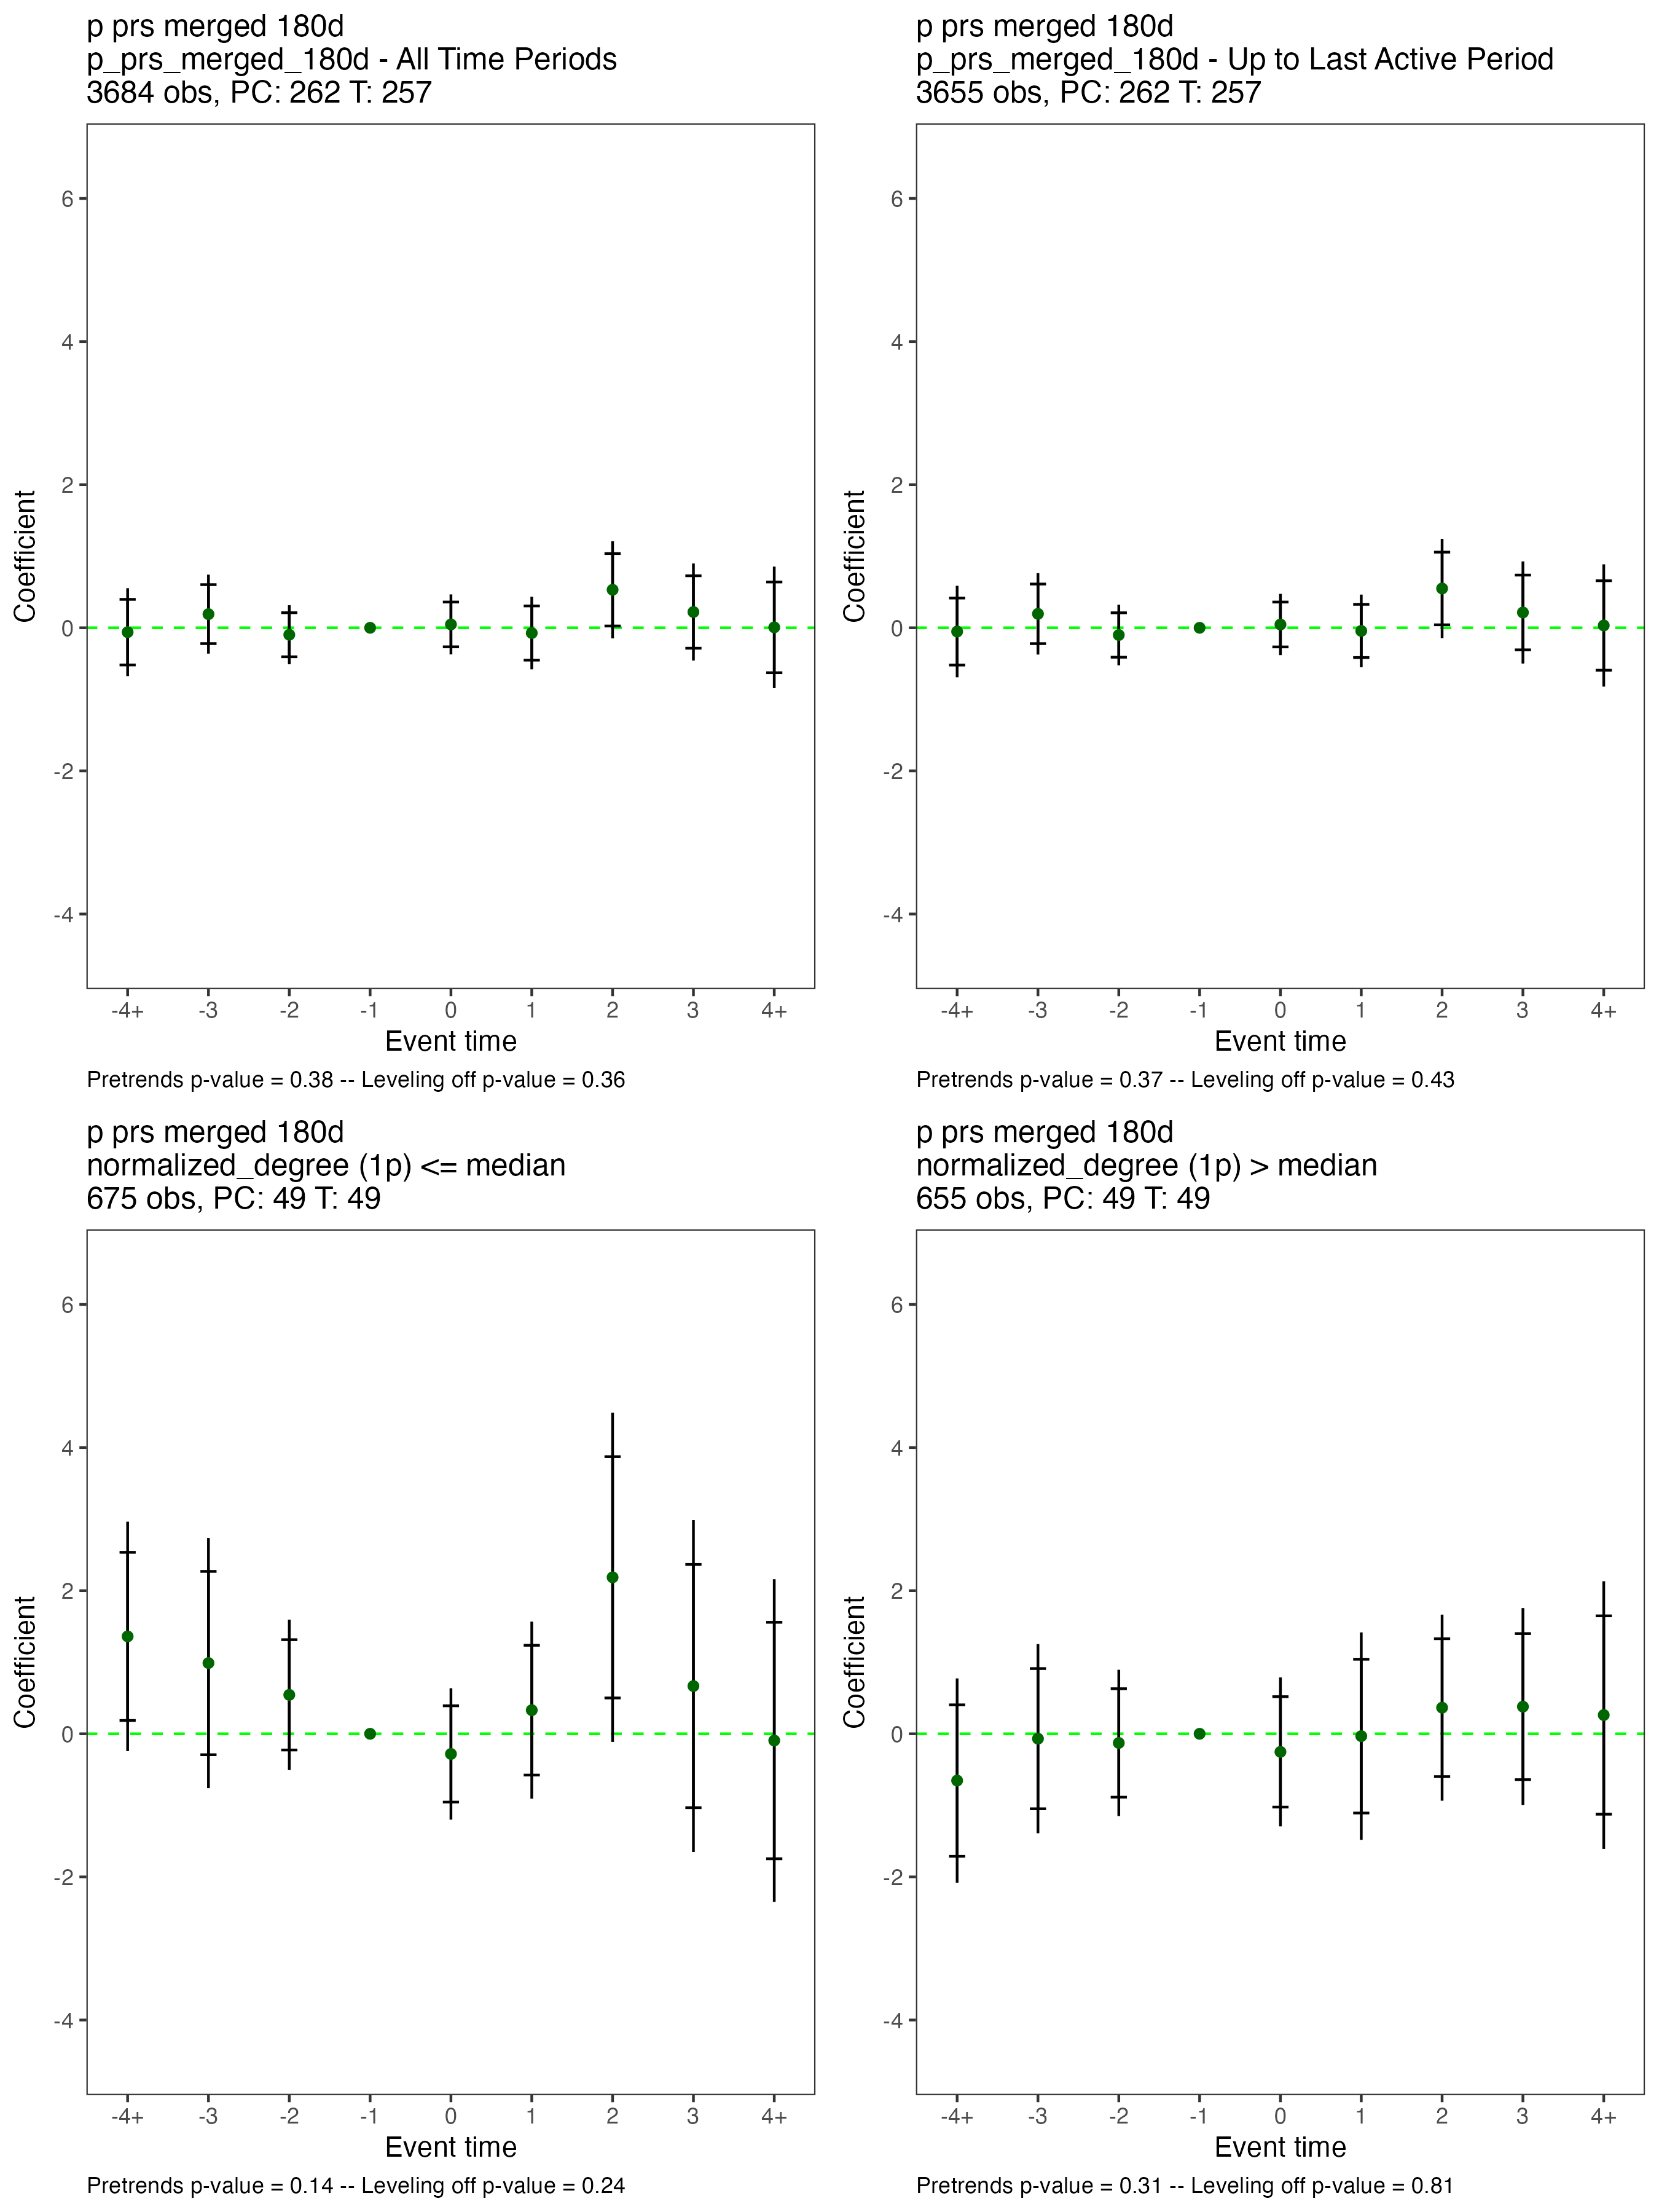 p prs merged 180d
p_prs_merged_180d - All Time Periods
3684 obs, PC: 262 T: 257
Coefficient
6
4
2
0
-2
-4
-4+ -3 -2 -1 0 1 2 3 4+
Event time
Pretrends p-value = 0.38 -- Leveling off p-value = 0.36
p prs merged 180d
p_prs_merged_180d - Up to Last Active Period
3655 obs, PC: 262 T: 257
Coefficient
6
4
2
0
-2
-4
-4+ -3 -2 -1 0 1 2 3 4+
Event time
Pretrends p-value = 0.37 -- Leveling off p-value = 0.43
p prs merged 180d
normalized_degree (1p) <= median
675 obs, PC: 49 T: 49
Coefficient
6
4
2
0
-2
-4
-4+ -3 -2 -1 0 1 2 3 4+
Event time
Pretrends p-value = 0.14 -- Leveling off p-value = 0.24
p prs merged 180d
normalized_degree (1p) > median
655 obs, PC: 49 T: 49
Coefficient
6
4
2
0
-2
-4
-4+ -3 -2 -1 0 1 2 3 4+
Event time
Pretrends p-value = 0.31 -- Leveling off p-value = 0.81